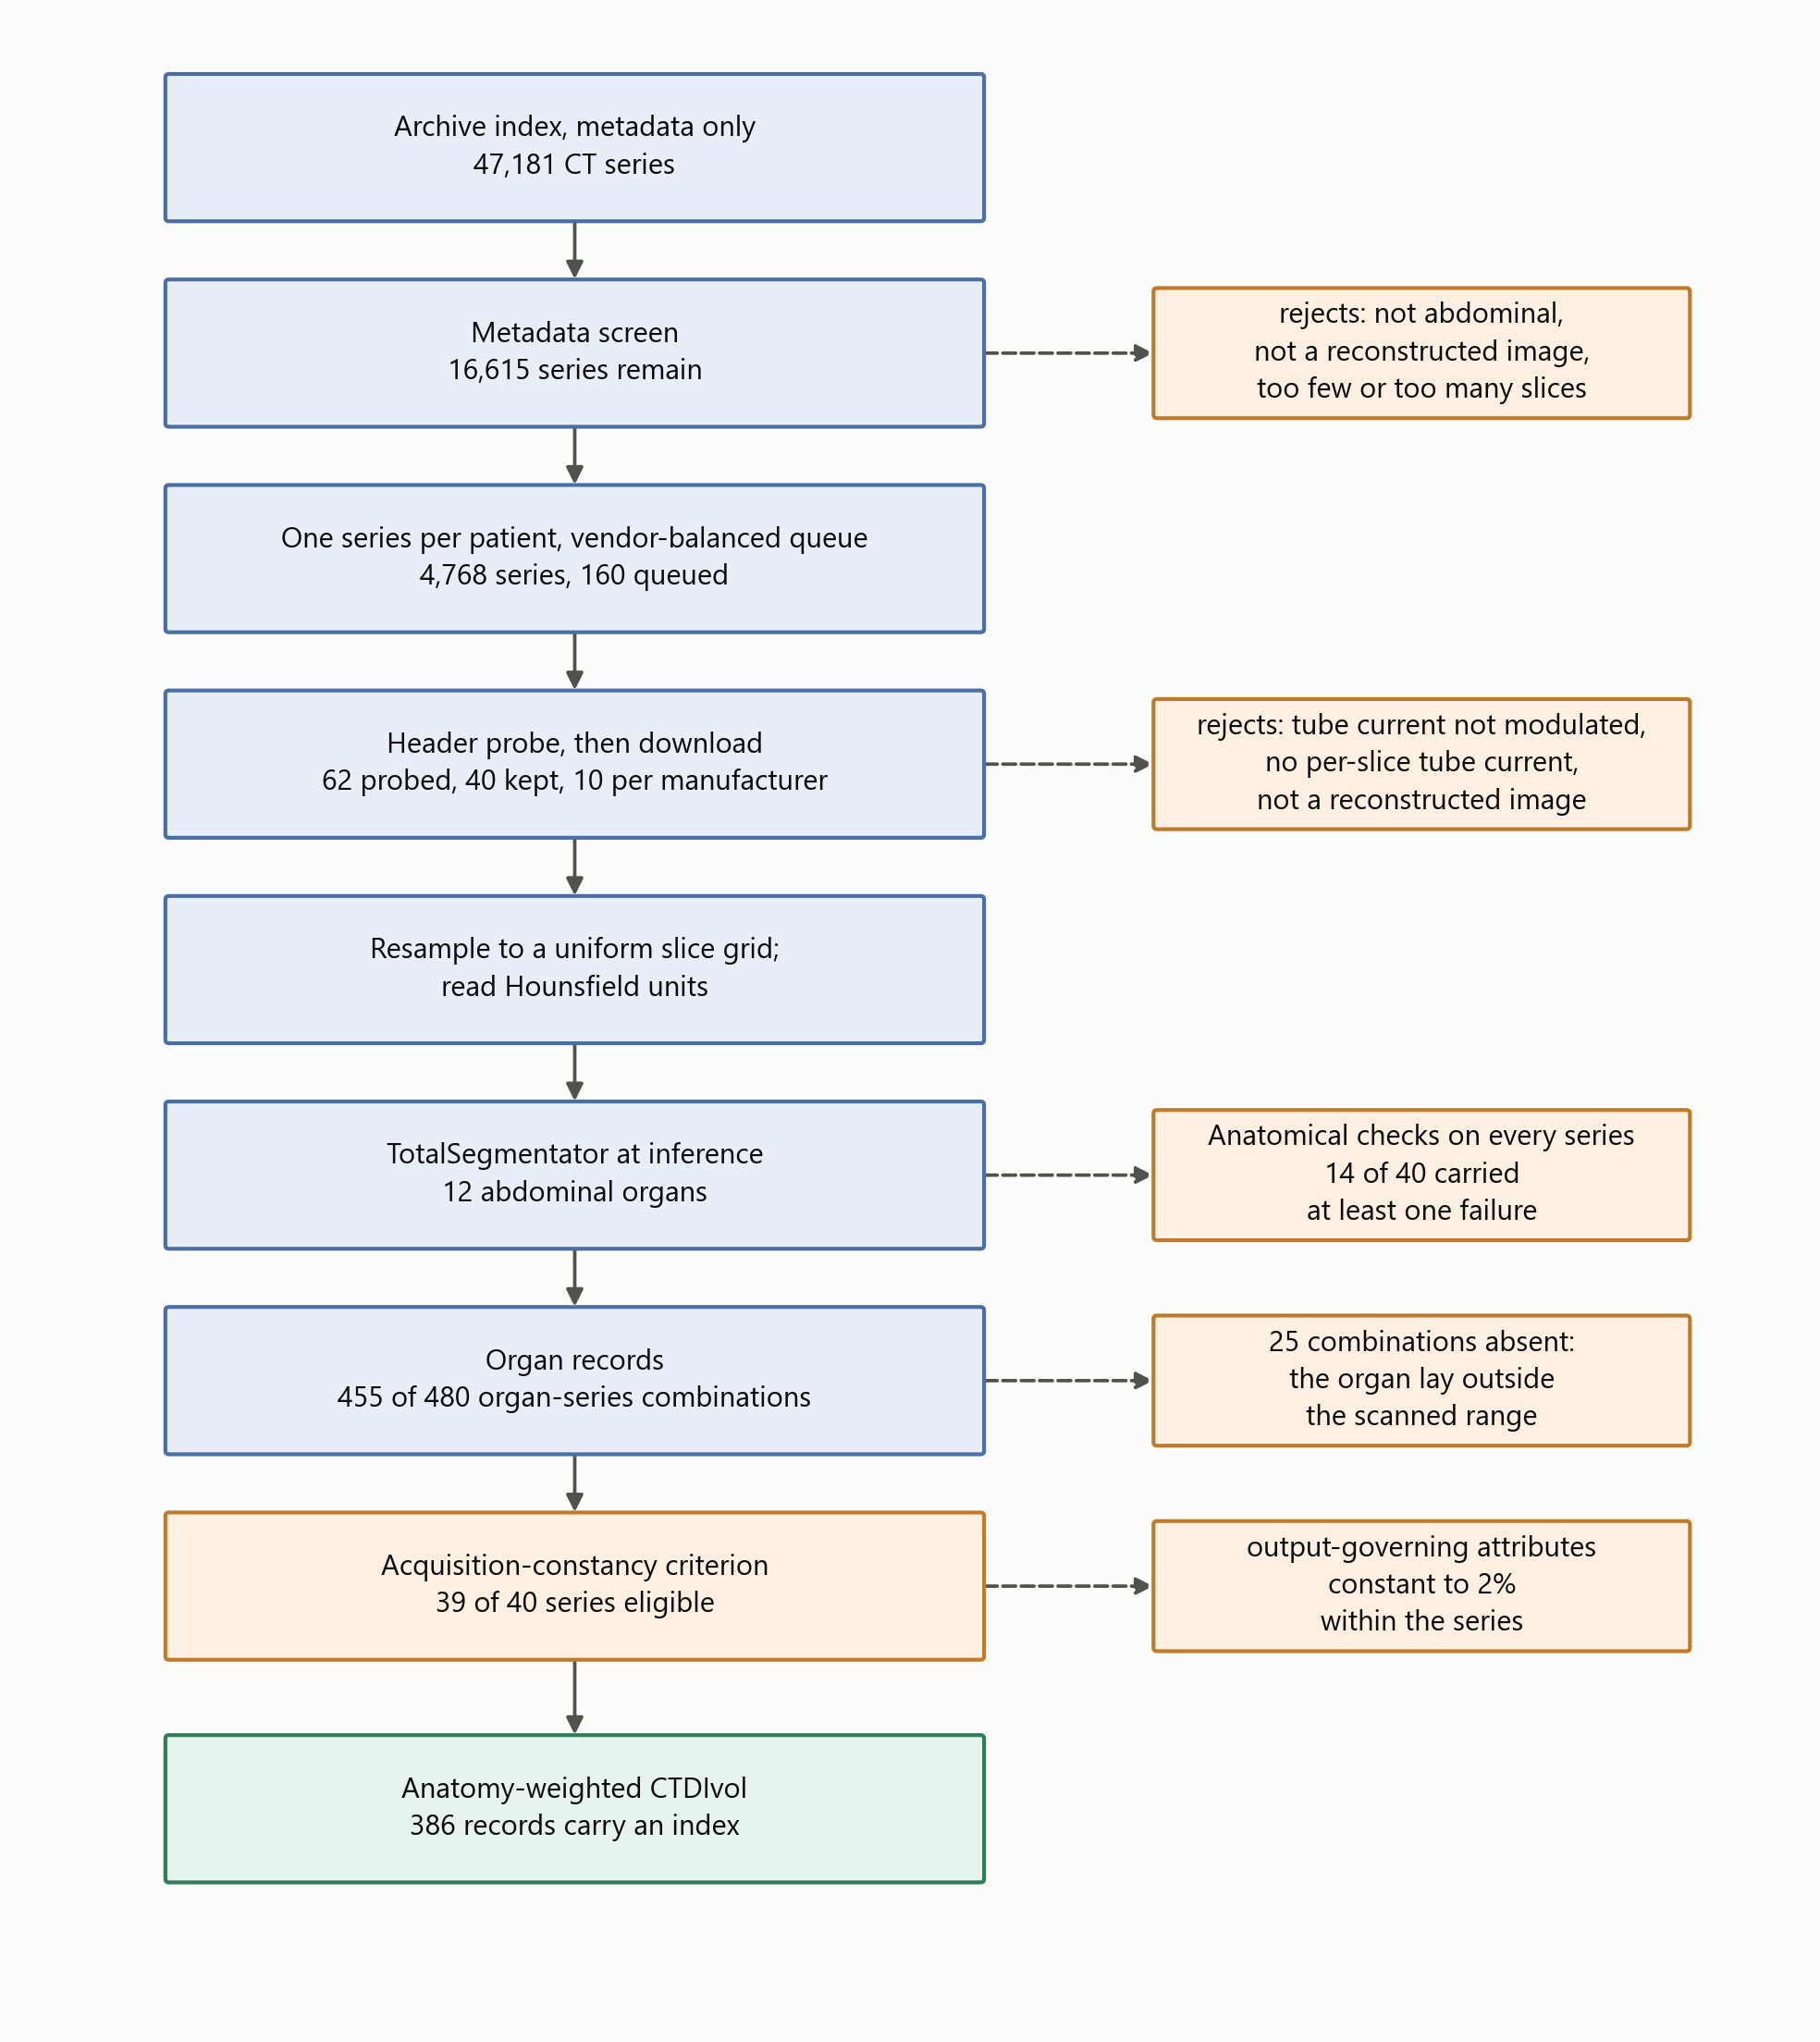 Archive index, metadata only
47,181 CT series
Metadata screen
16,615 series remain
rejects: not abdominal,
not a reconstructed image,
too few or too many slices
One series per patient, vendor-balanced queue
4,768 series, 160 queued
Header probe, then download
62 probed, 40 kept, 10 per manufacturer
rejects: tube current not modulated,
no per-slice tube current,
not a reconstructed image
Resample to a uniform slice grid;
read Hounsfield units
TotalSegmentator at inference
12 abdominal organs
Anatomical checks on every series
14 of 40 carried
at least one failure
Organ records
455 of 480 organ-series combinations
25 combinations absent:
the organ lay outside
the scanned range
Acquisition-constancy criterion
39 of 40 series eligible
output-governing attributes
constant to 2%
within the series
Anatomy-weighted CTDIvol
386 records carry an index